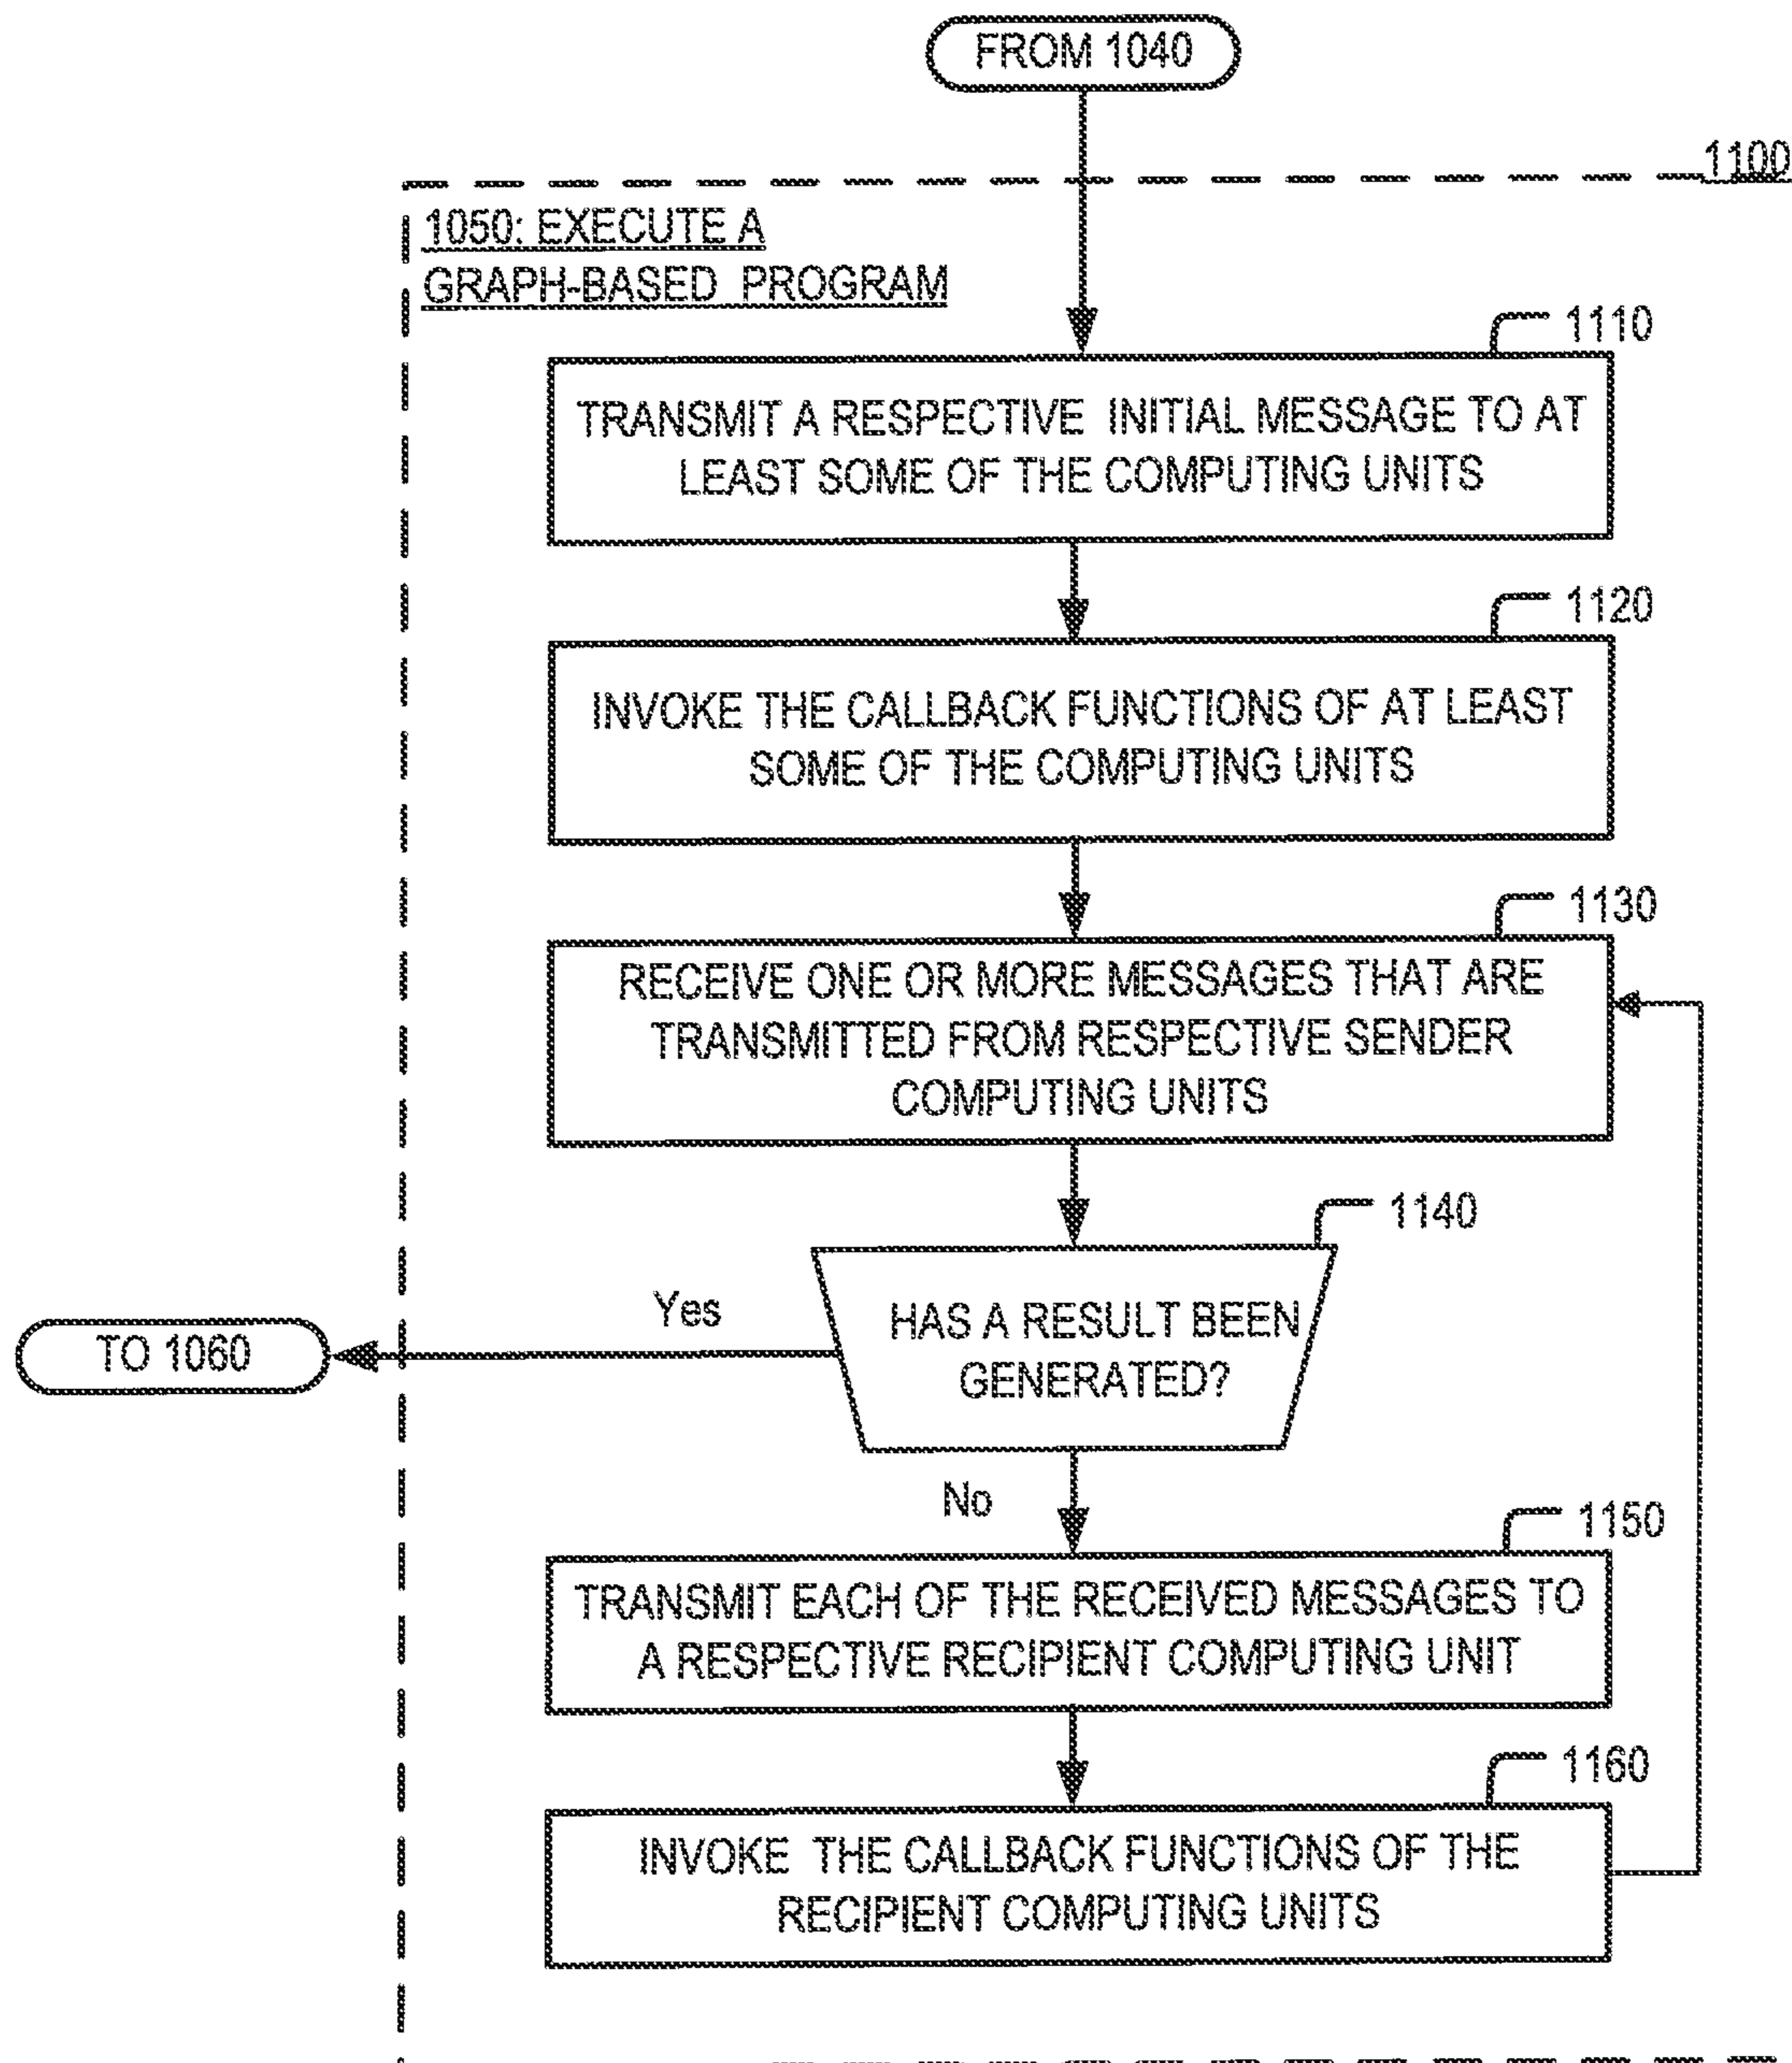 FROM 1040
1100
1050: EXECUTE A
GRAPH-BASED PROGRAM
1110
TRANSMIT A RESPECTIVE INITIAL MESSAGE TO AT
LEAST SOME OF THE COMPUTING UNITS
1120
INVOKE THE CALLBACK FUNCTIONS OF AT LEAST
SOME OF THE COMPUTING UNITS
1130
RECEIVE ONE OR MORE MESSAGES THAT ARE
TRANSMITTED FROM RESPECTIVE SENDER
COMPUTING UNITS
1140
Yes
HAS A RESULT BEEN
GENERATED?
TO 1060
No
1150
TRANSMIT EACH OF THE RECEIVED MESSAGES TO
A RESPECTIVE RECIPIENT COMPUTING UNIT
1160
INVOKE THE CALLBACK FUNCTIONS OF THE
RECIPIENT COMPUTING UNITS